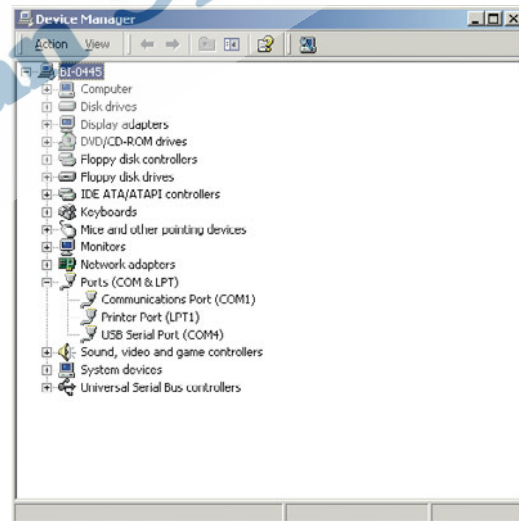 Device Manager
Action View
BI-0445
Computer
Disk drives
Display adapters
DVD/CD-ROM drives
Floppy disk controllers
Floppy disk drives
IDE ATA/ATAPI controllers
Keyboards
Mice and other pointing devices
Monitors
Network adapters
Ports (COM & LPT)
Communications Port (COM1)
Printer Port (LPT1)
USB Serial Port (COM4)
Sound, video and game controllers
System devices
Universal Serial Bus controllers